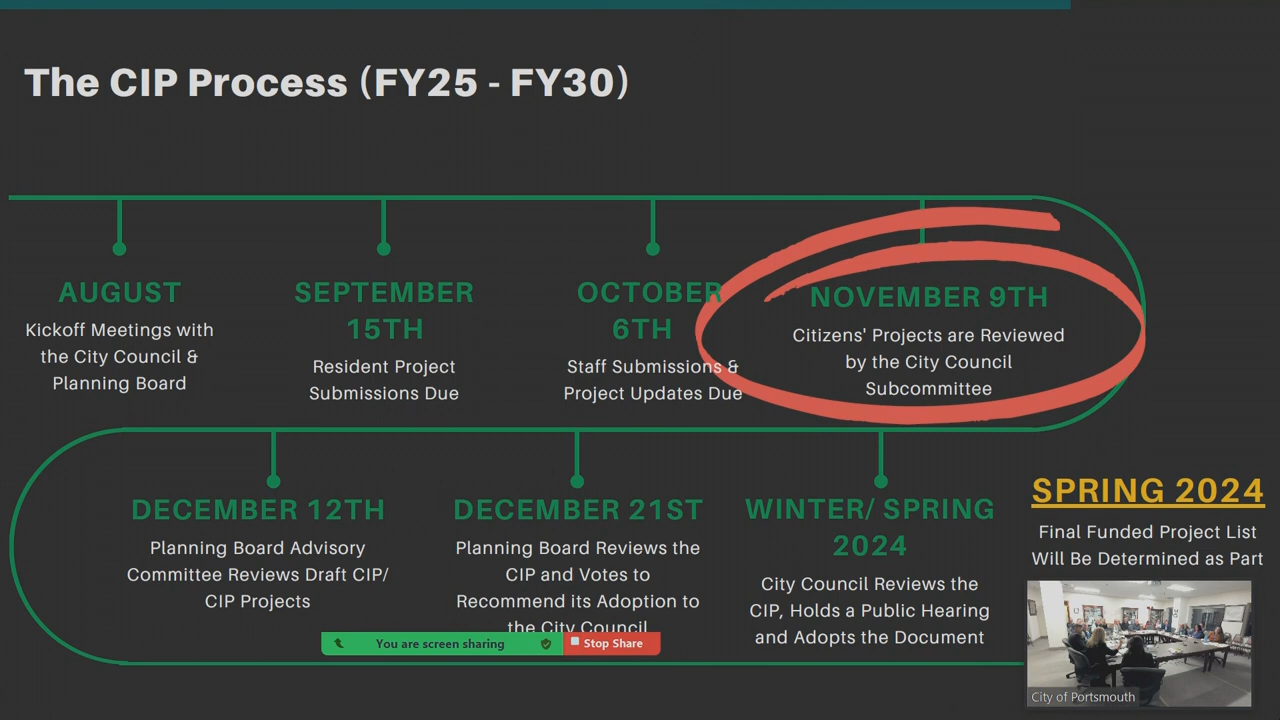 The CIP Process (FY25 - FY30)
AUGUST
Kickoff Meetings with
the City Council &
Planning Board
SEPTEMBER
15TH
Resident Project
Submissions Due
OCTOBER
6TH
Staff Submissions &
Project Updates Due
NOVEMBER 9TH
Citizens' Projects are Reviewed
by the City Council
Subcommittee
DECEMBER 12TH
Planning Board Advisory
Committee Reviews Draft CIP/
CIP Projects
DECEMBER 21ST
Planning Board Reviews the
CIP and Votes to
Recommend its Adoption to
the City Council
WINTER/ SPRING
2024
City Council Reviews the
CIP, Holds a Public Hearing
and Adopts the Document
SPRING 2024
Final Funded Project List
Will Be Determined as Part
You are screen sharing
Stop Share
City of Portsmouth